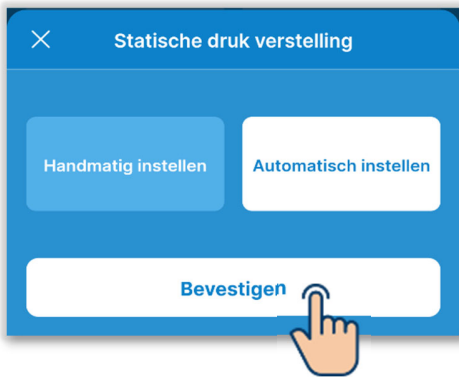 Statische druk verstelling
Handmatig instellen
Automatisch instellen
Bevestigen